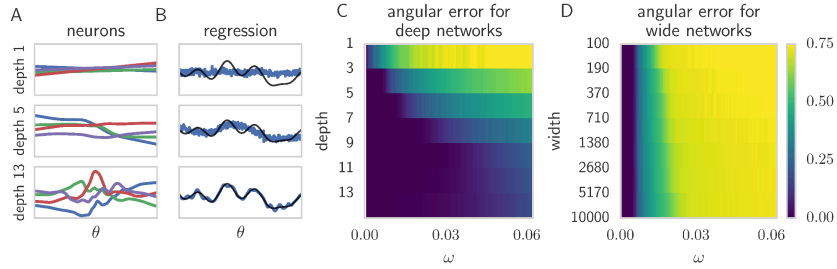 A
neurons
depth 1
depth 5
depth 13
θ
B
regression
θ
C
angular error for
deep networks
depth
1
3
5
7
9
11
13
0.00
0.03
0.06
ω
D
angular error for
wide networks
width
100
190
370
710
1380
2680
5170
10000
0.00
0.03
0.06
ω
0.75
0.50
0.25
0.00